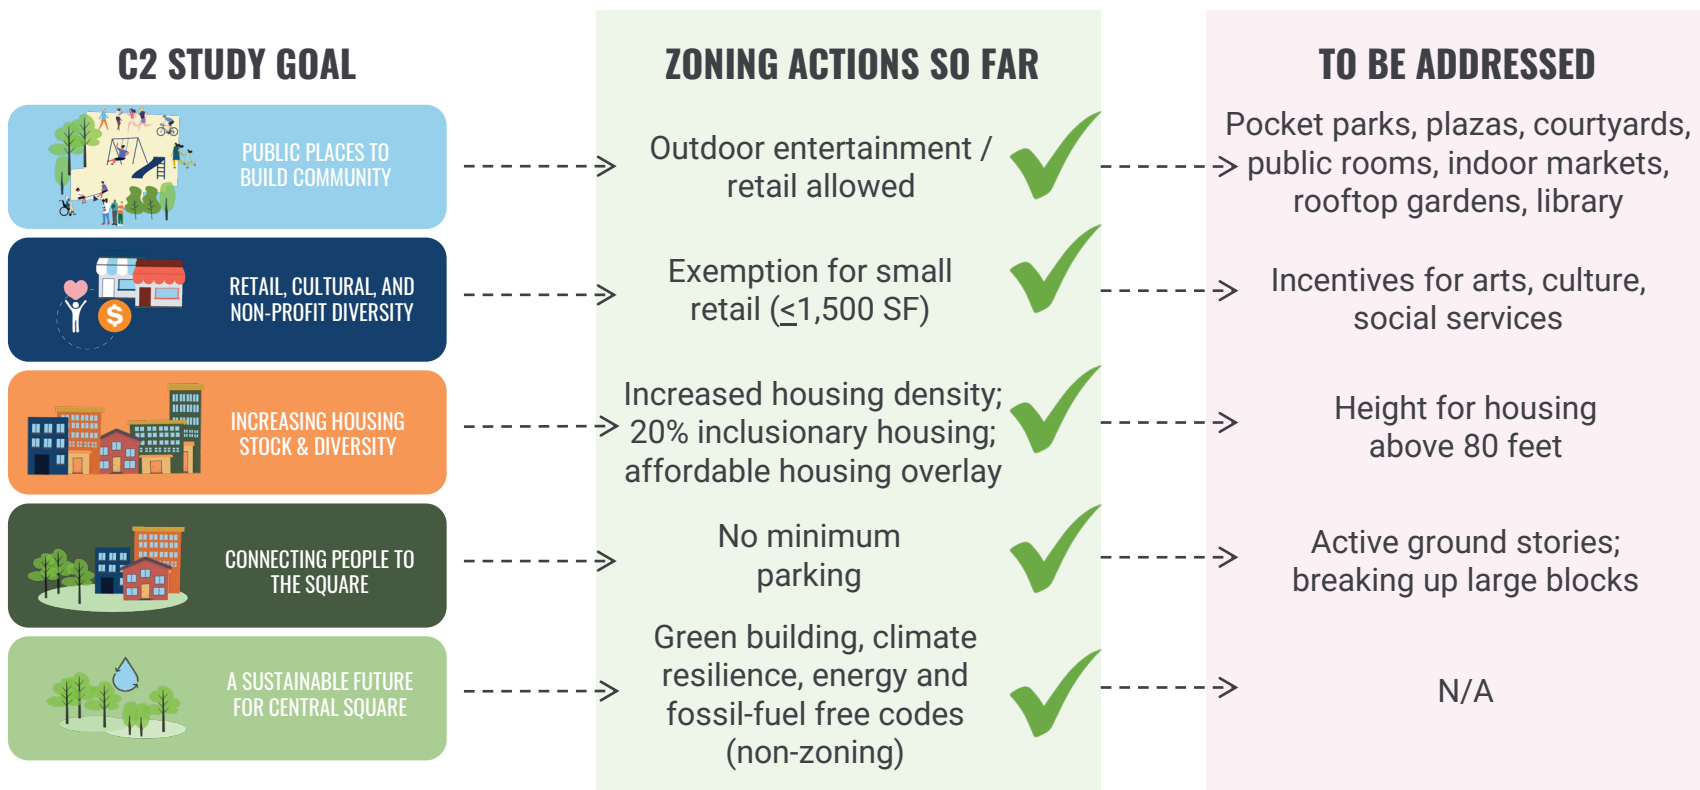 C2 STUDY GOAL
ZONING ACTIONS SO FAR
TO BE ADDRESSED
PUBLIC PLACES TO
BUILD COMMUNITY
Outdoor entertainment /
retail allowed
Pocket parks, plazas, courtyards,
public rooms, indoor markets,
rooftop gardens, library
RETAIL, CULTURAL, AND
NON-PROFIT DIVERSITY
$
Exemption for small
retail (<1,500 SF)
Incentives for arts, culture,
social services
INCREASING HOUSING
STOCK & DIVERSITY
Increased housing density;
20% inclusionary housing;
affordable housing overlay
Height for housing
above 80 feet
CONNECTING PEOPLE TO
THE SQUARE
No minimum
parking
Active ground stories;
breaking up large blocks
A SUSTAINABLE FUTURE
FOR CENTRAL SQUARE
Green building, climate
resilience, energy and
fossil-fuel free codes
(non-zoning)
N/A